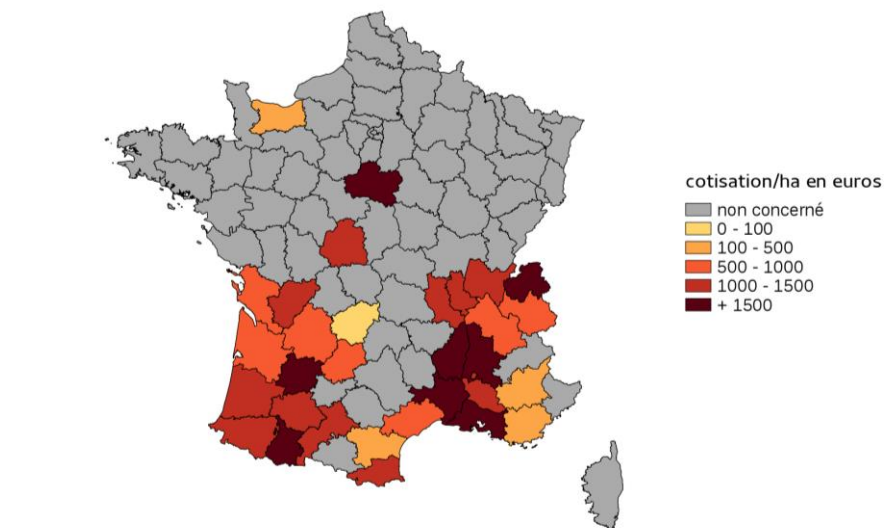 cotisation/ha en euros
non concerné
0 - 100
100 - 500
500 - 1000
1000 - 1500
+ 1500